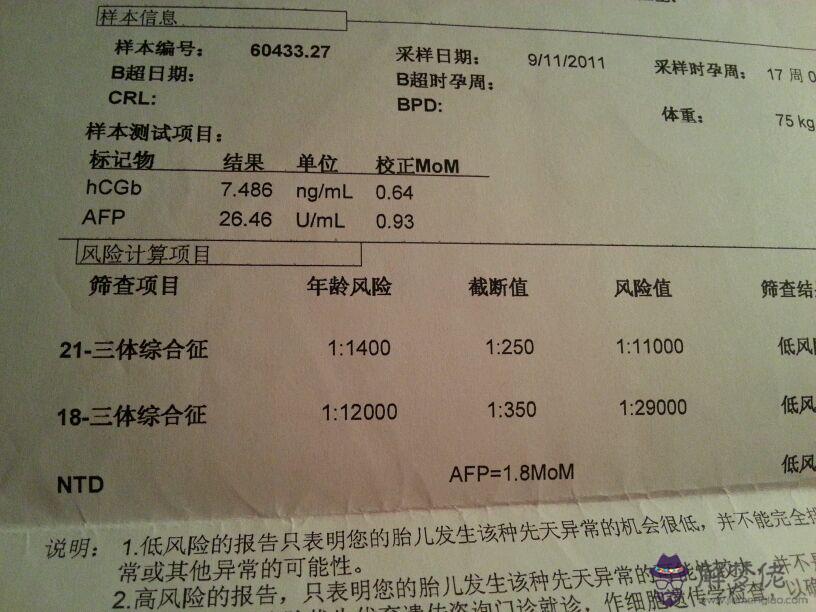 样本信息
样本编号： 60433.27 采样日期： 9/11/2011 采样时孕周： 17 周 0
B超日期： B超时孕周：
CRL: BPD: 体重： 75 kg
样本测试项目：
标记物 结果 单位 校正MoM
hCGb 7.486 ng/mL 0.64
AFP 26.46 U/mL 0.93
风险计算项目
筛查项目 年龄风险 截断值 风险值 筛查结
21-三体综合征 1:1400 1:250 1:11000 低风
18-三体综合征 1:12000 1:350 1:29000 低风
NTD AFP=1.8MoM 低风
说明： 1.低风险的报告只表明您的胎儿发生该种先天异常的机会很低，并不能完全
常或其他异常的可能性。
2.高风险的报告，只表明您的胎儿发生该种先天异常的
解梦佬